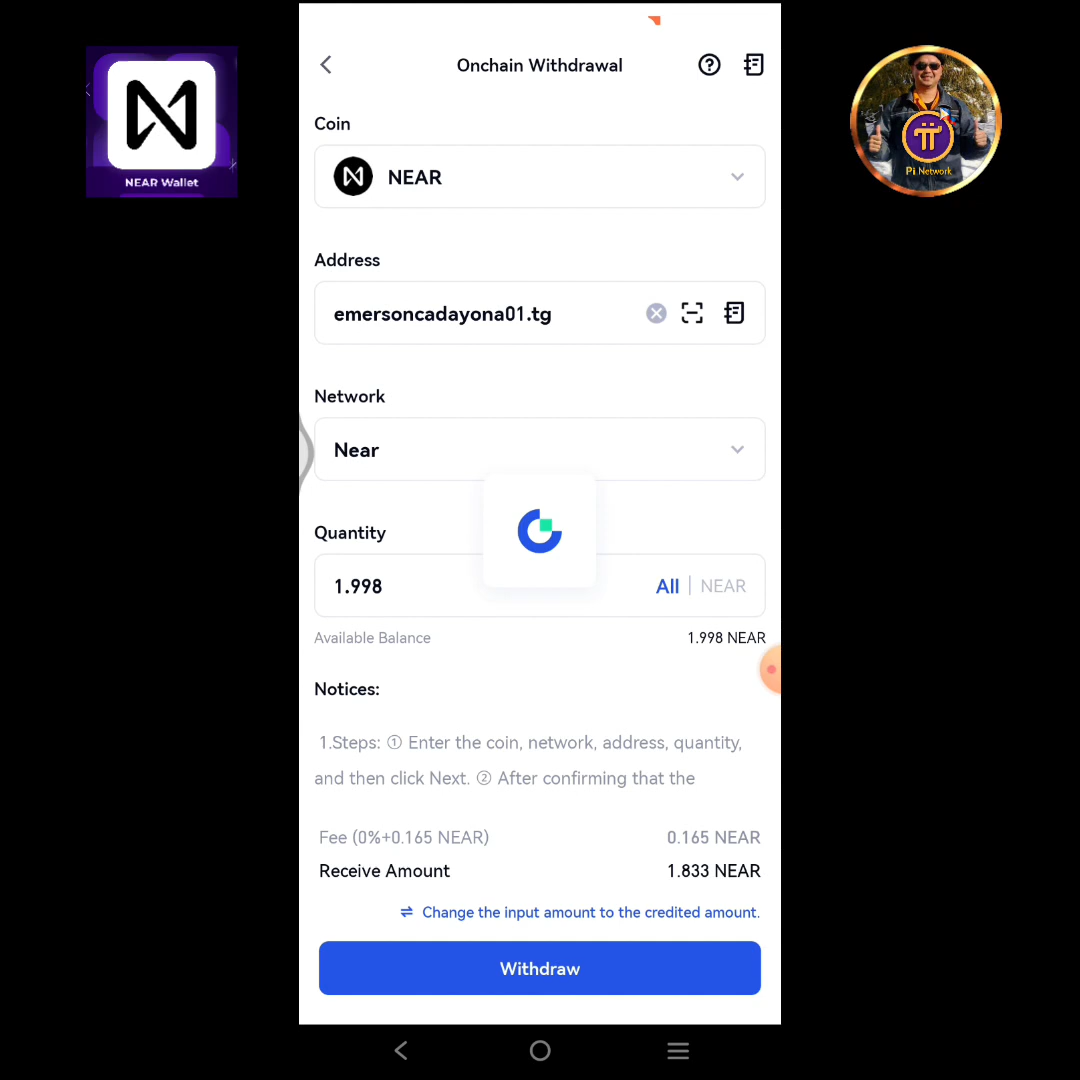 Onchain Withdrawal
Coin
NEAR
NEAR Wallet
Pi Network
Address
emersoncadayona01.tg
Network
Near
Quantity
1.998 All | NEAR
Available Balance 1.998 NEAR
Notices:
1.Steps: ① Enter the coin, network, address, quantity,
and then click Next. ② After confirming that the
Fee (0%+0.165 NEAR) 0.165 NEAR
Receive Amount 1.833 NEAR
Change the input amount to the credited amount.
Withdraw